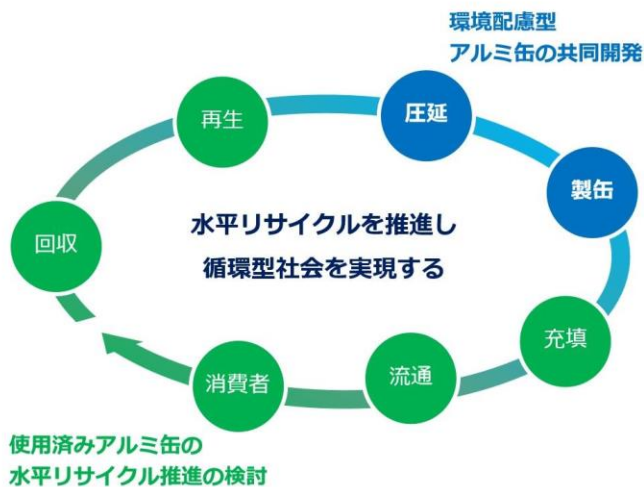 環境配慮型
アルミ缶の共同開発
再生
圧延
製缶
回収
水平リサイクルを推進し
循環型社会を実現する
充填
流通
消費者
使用済みアルミ缶の
水平リサイクル推進の検討